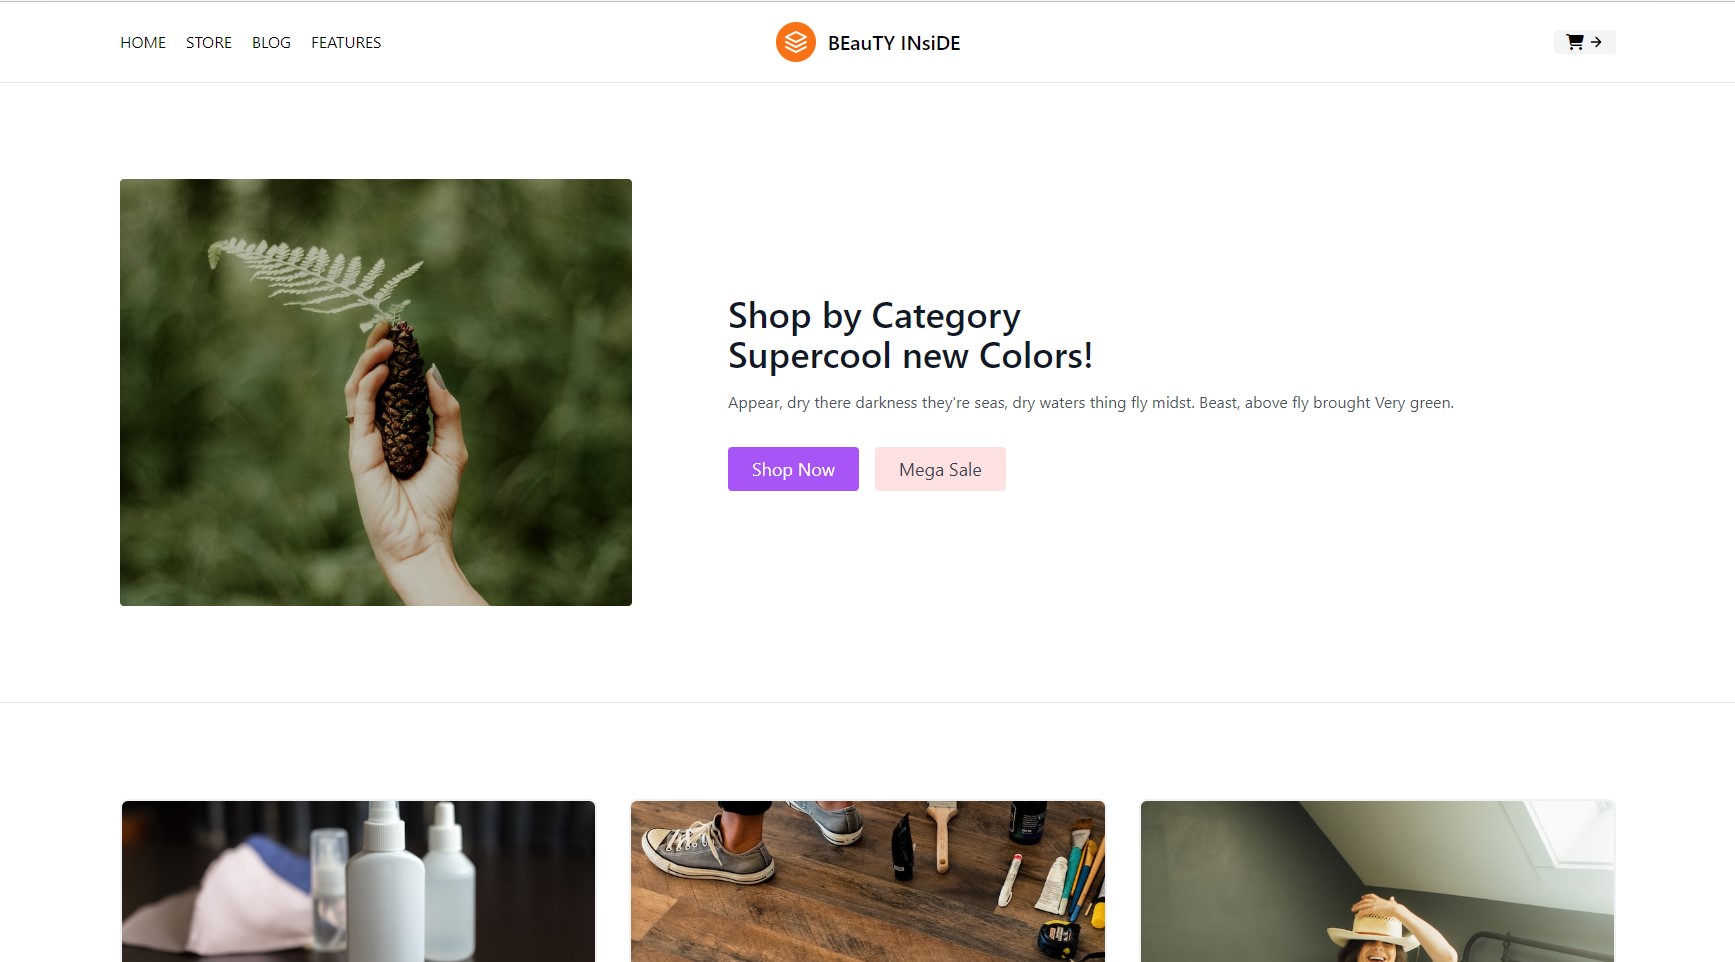 HOME STORE BLOG FEATURES BEauTY INsiDE
Shop by Category
Supercool new Colors!
Appear, dry there darkness they're seas, dry waters thing fly midst. Beast, above fly brought Very green.
Shop Now Mega Sale